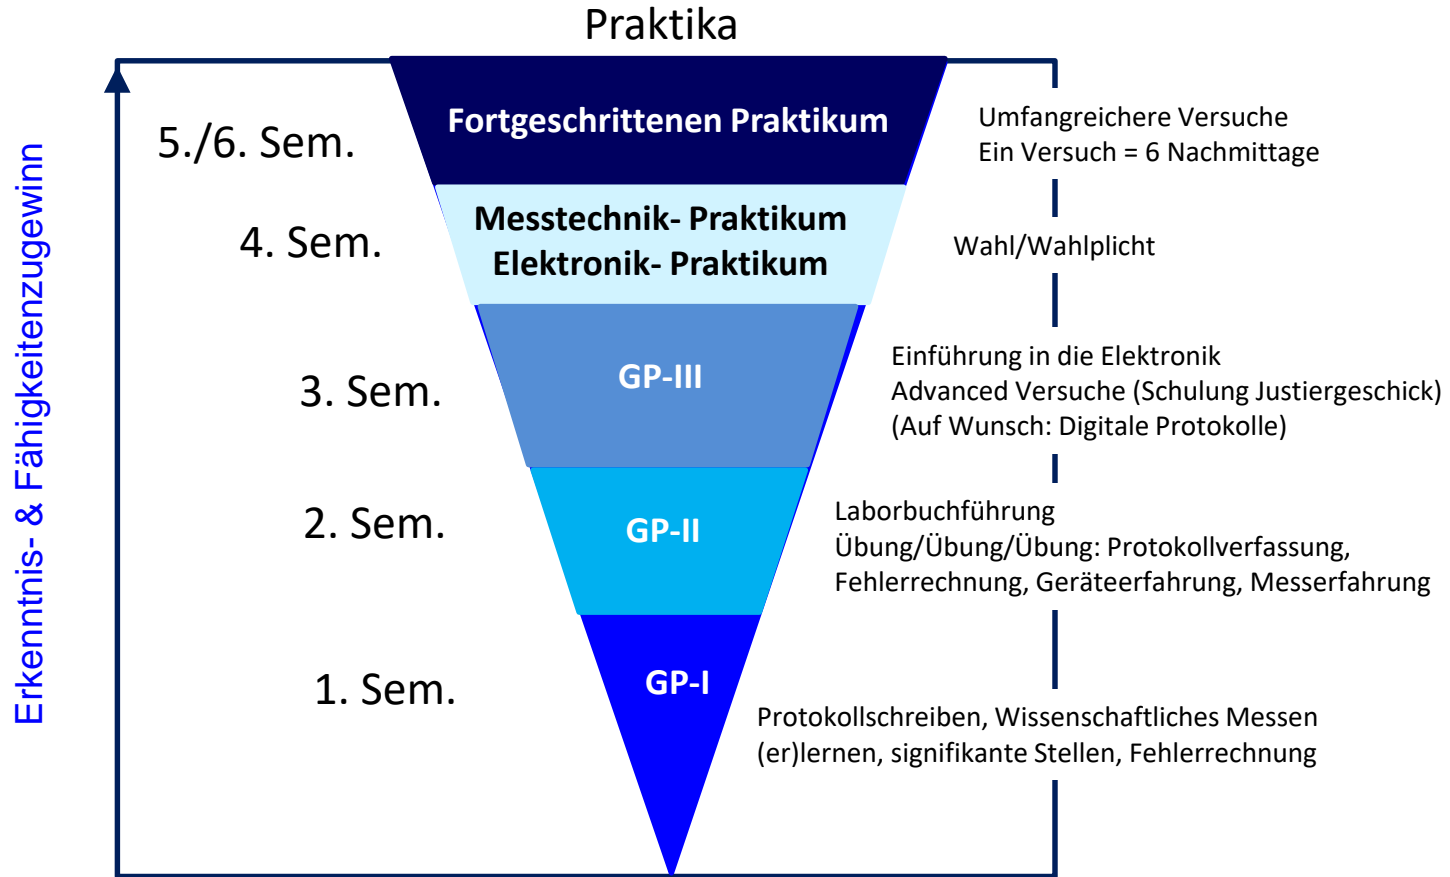 Praktika
Erkenntnis- & Fähigkeitenzugewinn
5./6. Sem.
Fortgeschrittenen Praktikum
Umfangreichere Versuche
Ein Versuch = 6 Nachmittage
4. Sem.
Messtechnik- Praktikum
Elektronik- Praktikum
Wahl/Wahlplicht
3. Sem.
GP-III
Einführung in die Elektronik
Advanced Versuche (Schulung Justiergeschick)
(Auf Wunsch: Digitale Protokolle)
2. Sem.
GP-II
Laborbuchführung
Übung/Übung/Übung: Protokollverfassung,
Fehlerrechnung, Geräteerfahrung, Messerfahrung
1. Sem.
GP-I
Protokollschreiben, Wissenschaftliches Messen
(er)lernen, signifikante Stellen, Fehlerrechnung